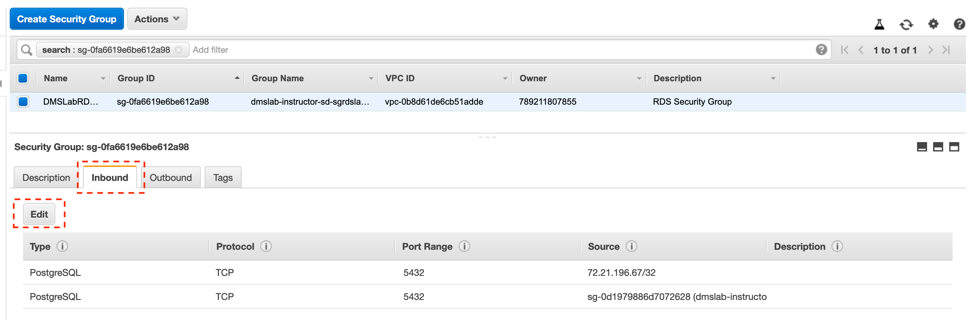 Create Security Group Actions
search : sg-0fa6619e6be612a98 Add filter 1 to 1 of 1
Name Group ID Group Name VPC ID Owner Description
DMSLabRD... sg-0fa6619e6be612a98 dmslab-instructor-sd-sgrdsla... vpc-0b8d61de6cb51adde 789211807855 RDS Security Group
Security Group: sg-0fa6619e6be612a98
Description Inbound Outbound Tags
Edit
Type Protocol Port Range Source Description
PostgreSQL TCP 5432 72.21.196.67/32
PostgreSQL TCP 5432 sg-0d1979886d7072628 (dmslab-instructo